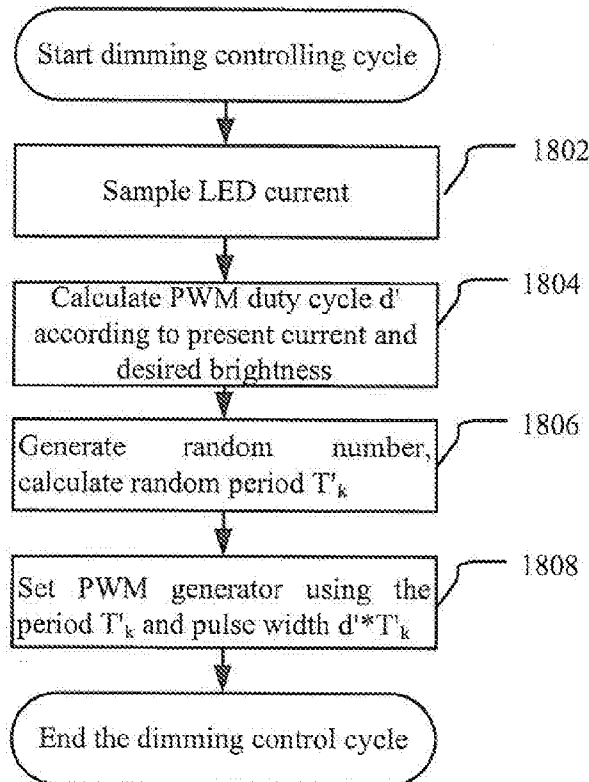 Start dimming controlling cycle
1802
Sample LED current
1804
Calculate PWM duty cycle d'
according to present current and
desired brightness
1806
Generate random number,
calculate random period T'k
1808
Set PWM generator using the
period T'k and pulse width d'*T'k
End the dimming control cycle